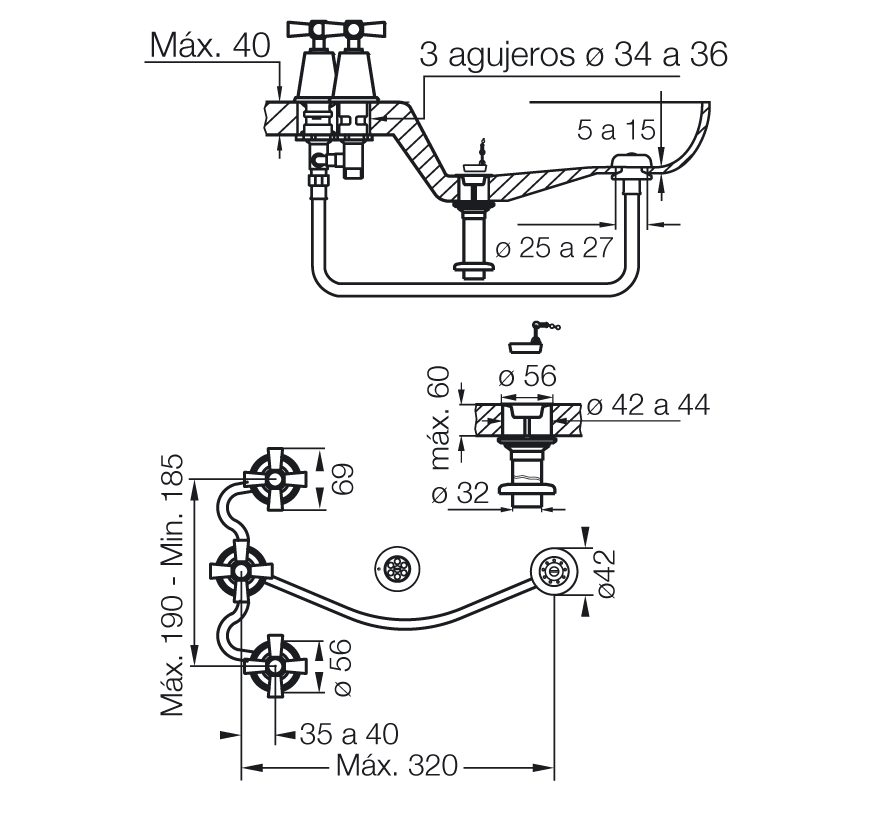 Máx. 40
3 agujeros ø 34 a 36
5 a 15
ø 25 a 27
máx. 60
ø 56
ø 42 a 44
ø 32
Máx. 190 - Min. 185
69
ø42
ø 56
35 a 40
Máx. 320